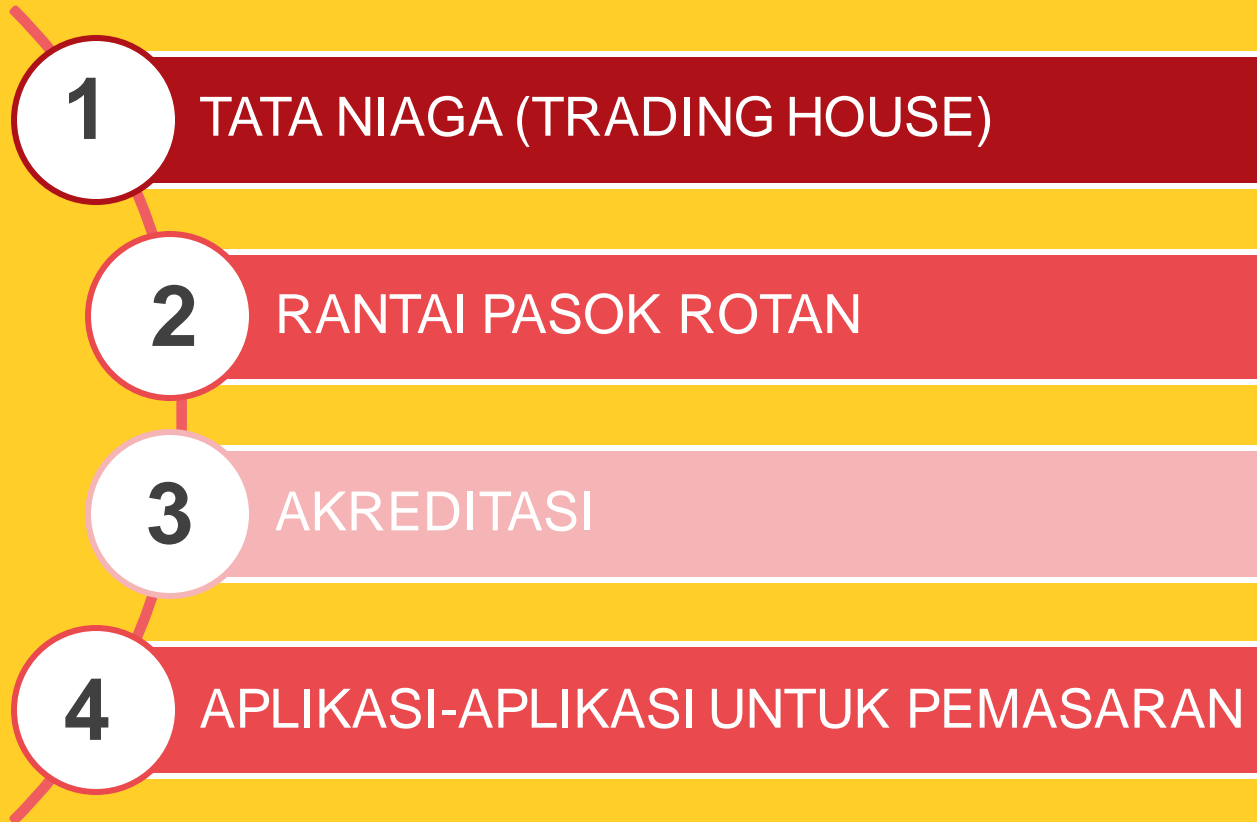 1
TATA NIAGA (TRADING HOUSE)
2
RANTAI PASOK ROTAN
3
AKREDITASI
4
APLIKASI-APLIKASI UNTUK PEMASARAN